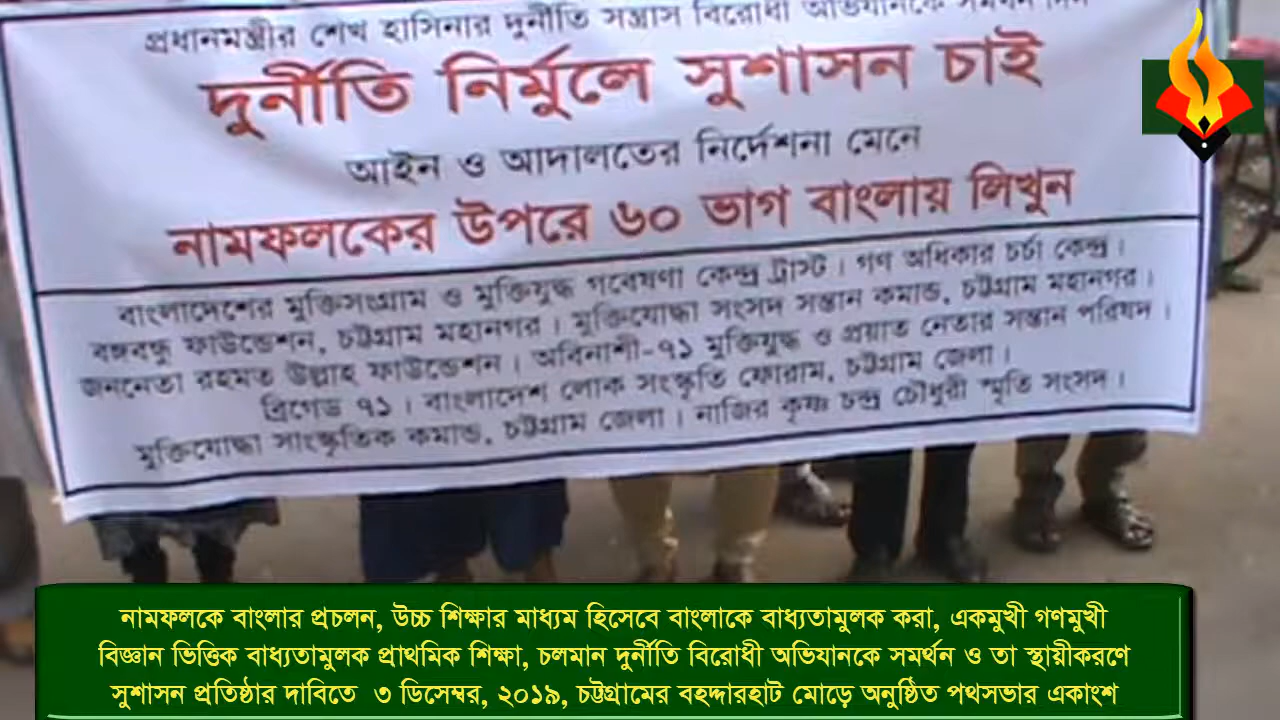 প্রধানমন্ত্রীর শেখ হাসিনার দুর্নীতি সন্ত্রাস বিরোধী অভিযানকে সমর্থন দিন
দুর্নীতি নির্মুলে সুশাসন চাই
আইন ও আদালতের নির্দেশনা মেনে
নামফলকের উপরে ৬০ ভাগ বাংলায় লিখুন
বাংলাদেশের মুক্তিসংগ্রাম ও মুক্তিযুদ্ধ গবেষণা কেন্দ্র ট্রাস্ট। গণ অধিকার চর্চা কেন্দ্র।
বঙ্গবন্ধু ফাউন্ডেশন, চট্টগ্রাম মহানগর। মুক্তিযোদ্ধা সংসদ সন্তান কমান্ড, চট্টগ্রাম মহানগর।
জননেতা রহমত উল্লাহ ফাউন্ডেশন। অবিনাশী-৭১ মুক্তিযুদ্ধ ও প্রয়াত নেতার সন্তান পরিষদ।
ব্রিগেড ৭১। বাংলাদেশ লোক সংস্কৃতি ফোরাম, চট্টগ্রাম জেলা।
মুক্তিযোদ্ধা সাংস্কৃতিক কমান্ড, চট্টগ্রাম জেলা। নাজির কৃষ্ণ চন্দ্র চৌধুরী স্মৃতি সংসদ।
নামফলকে বাংলার প্রচলন, উচ্চ শিক্ষার মাধ্যম হিসেবে বাংলাকে বাধ্যতামুলক করা, একমুখী গণমুখী
বিজ্ঞান ভিত্তিক বাধ্যতামুলক প্রাথমিক শিক্ষা, চলমান দুর্নীতি বিরোধী অভিযানকে সমর্থন ও তা স্থায়ীকরণে
সুশাসন প্রতিষ্ঠার দাবিতে ৩ ডিসেম্বর, ২০১৯, চট্টগ্রামের বহদ্দারহাট মোড়ে অনুষ্ঠিত পথসভার একাংশ